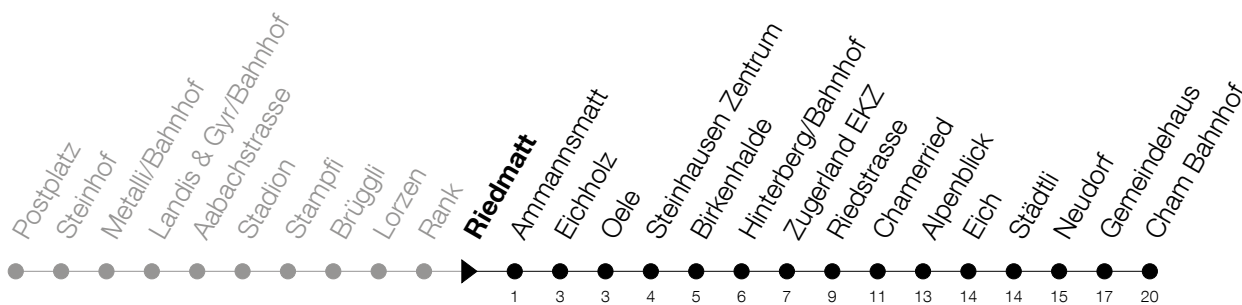 Postplatz
Steinhof
Metalli/Bahnhof
Landis & Gyr/Bahnhof
Aabachstrasse
Stadion
Stampfi
Brüggli
Lorzen
Rank
Riedmatt
Ammannsmatt
Eichholz
Oele
Steinhausen Zentrum
Birkenhalde
Hinterberg/Bahnhof
Zugerland EKZ
Riedstrasse
Chamerried
Alpenblick
Eich
Städtli
Neudorf
Gemeindehaus
Cham Bahnhof
1 3 3 4 5 6 7 9 11 13 14 14 15 17 20